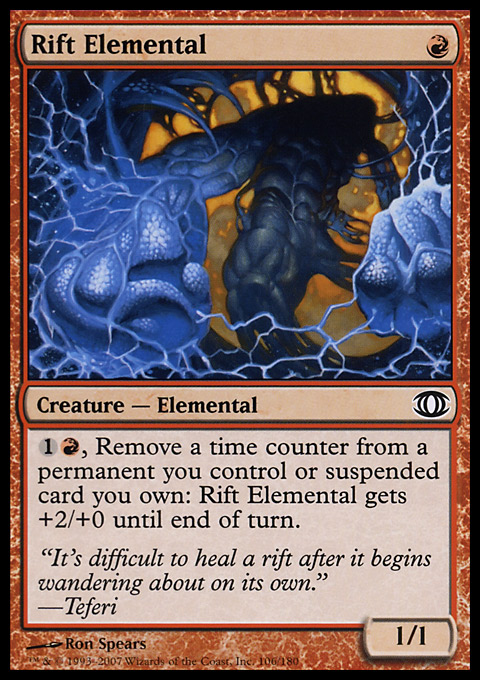 Rift Elemental
Creature — Elemental
1 , Remove a time counter from a
permanent you control or suspended
card you own: Rift Elemental gets
+2/+0 until end of turn.
“It's difficult to heal a rift after it begins
wandering about on its own.”
—Teferi
Ron Spears
1/1
™ & © 1993–2007 Wizards of the Coast, Inc. 106/180